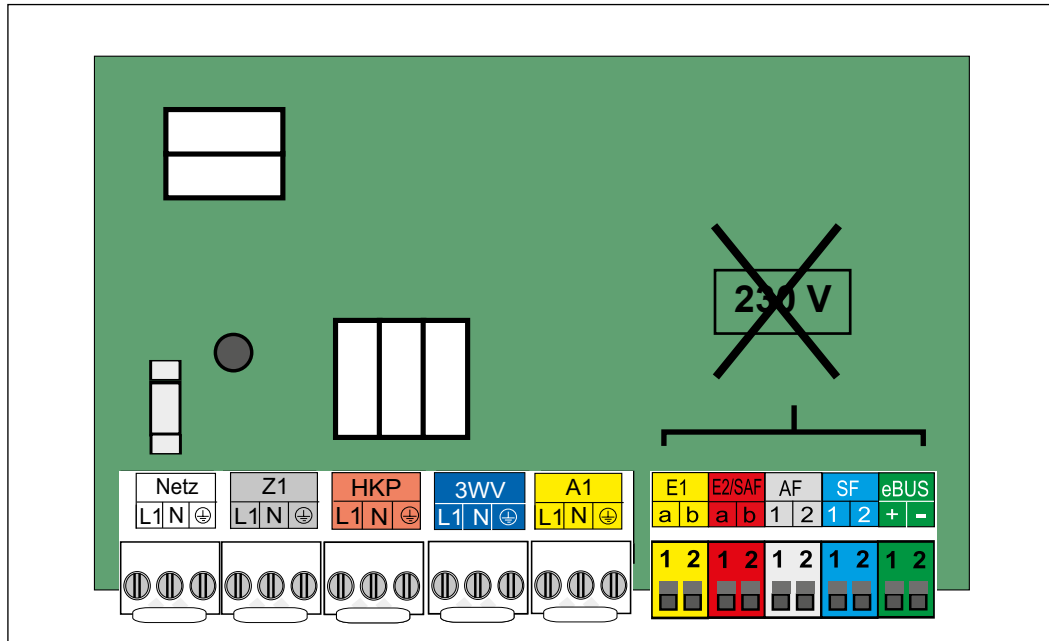 230 V
Netz Z1 HKP 3WV A1 E1 E2/SAF AF SF eBUS
L1 N ⏚ L1 N ⏚ L1 N ⏚ L1 N ⏚ L1 N ⏚ a b a b 1 2 1 2 + -
1 2 1 2 1 2 1 2 1 2